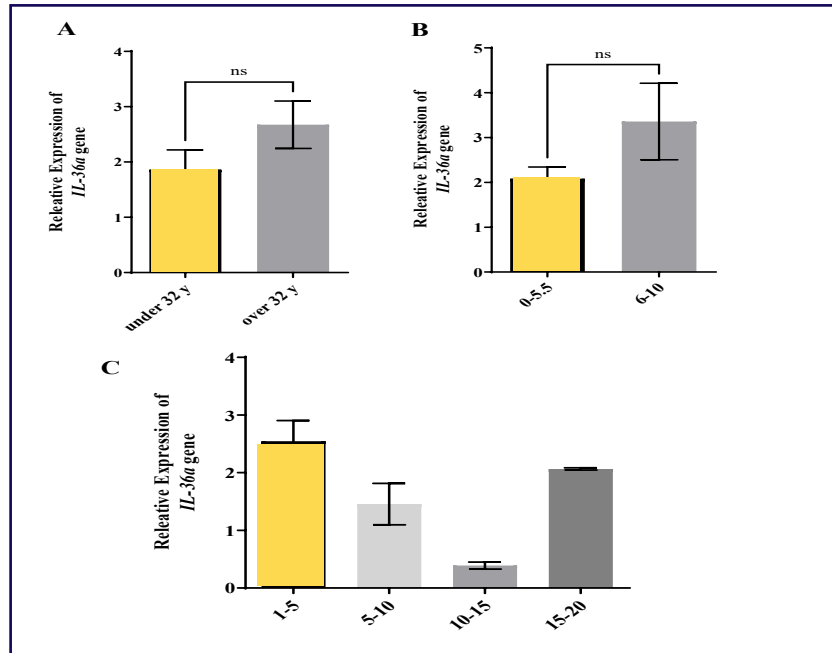 A
Releative Expression of
IL-36a gene
4
3
2
1
0
ns
under 32 y
over 32 y
B
Releative Expression of
IL-36a gene
5
4
3
2
1
0
ns
0-5.5
6-10
C
Releative Expression of
IL-36a gene
4
3
2
1
0
1-5
5-10
10-15
15-20